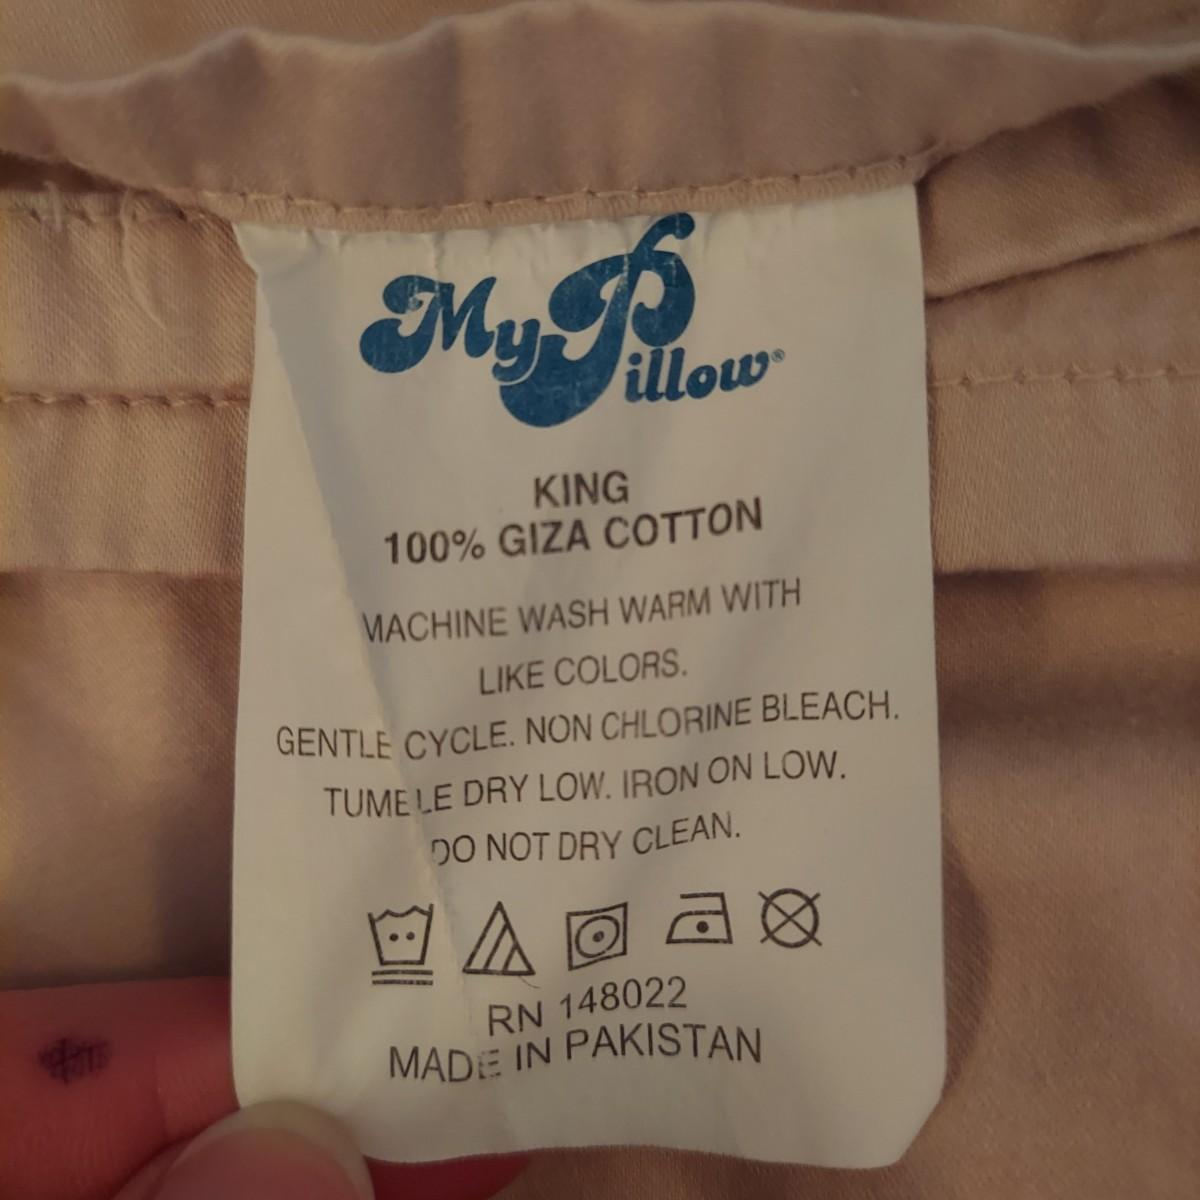 MyPillow®
KING
100% GIZA COTTON
MACHINE WASH WARM WITH
LIKE COLORS.
GENTLE CYCLE. NON CHLORINE BLEACH.
TUMBLE DRY LOW. IRON ON LOW.
DO NOT DRY CLEAN.
RN 148022
MADE IN PAKISTAN